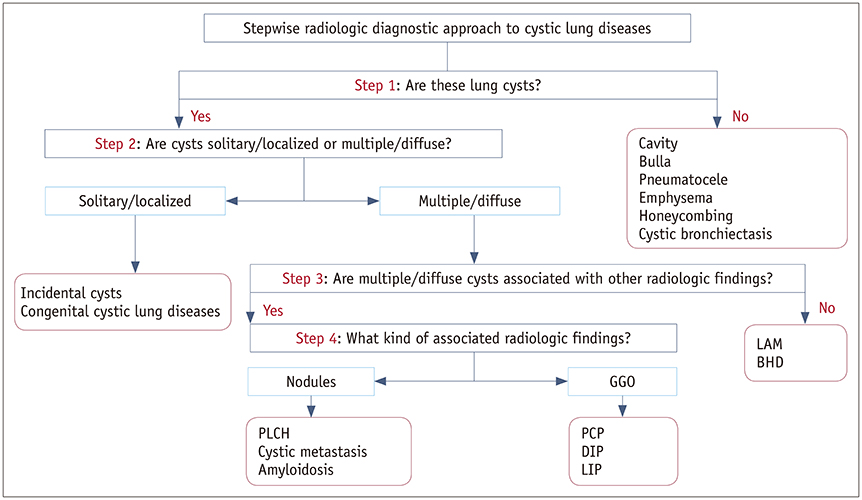 Stepwise radiologic diagnostic approach to cystic lung diseases
Step 1: Are these lung cysts?
Yes
No
Step 2: Are cysts solitary/localized or multiple/diffuse?
Cavity
Bulla
Pneumatocele
Emphysema
Honeycombing
Cystic bronchiectasis
Solitary/localized
Multiple/diffuse
Step 3: Are multiple/diffuse cysts associated with other radiologic findings?
Incidental cysts
Congenital cystic lung diseases
Yes
No
Step 4: What kind of associated radiologic findings?
LAM
BHD
Nodules
GGO
PLCH
Cystic metastasis
Amyloidosis
PCP
DIP
LIP